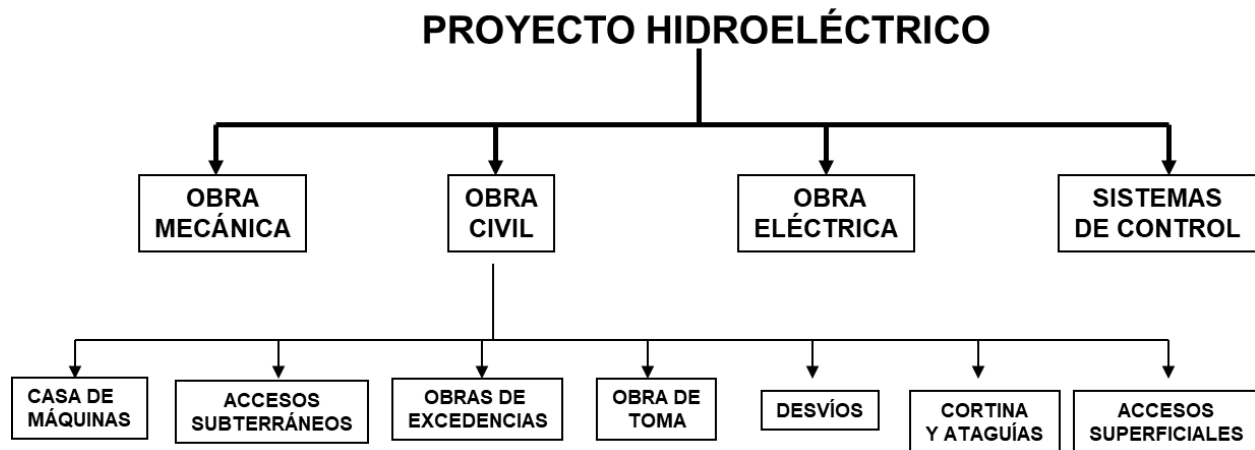 PROYECTO HIDROELÉCTRICO
OBRA
MECÁNICA
OBRA
CIVIL
OBRA
ELÉCTRICA
SISTEMAS
DE CONTROL
CASA DE
MÁQUINAS
ACCESOS
SUBTERRÁNEOS
OBRAS DE
EXCEDENCIAS
OBRA DE
TOMA
DESVÍOS
CORTINA
Y ATAGUÍAS
ACCESOS
SUPERFICIALES